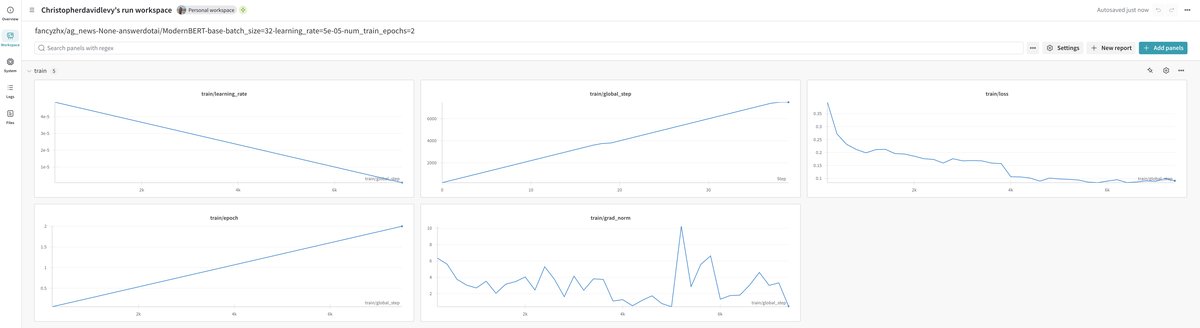 Christopherdavidlevy's run workspace
Personal workspace
Autosaved just now
Overview
Workspace
System
Logs
Files
fancyzhx/ag_news-None-answerdotai/ModernBERT-base-batch_size=32-learning_rate=5e-05-num_train_epochs=2
Search panels with regex
Settings
+ New report
+ Add panels
train 5
train/learning_rate
4e-5
3e-5
2e-5
1e-5
2k 4k 6k
train/global_step
train/global_step
6000
4000
2000
0 10 20 30
Step
train/loss
0.35
0.3
0.25
0.2
0.15
0.1
2k 4k 6k
train/global_step
train/epoch
2
1.5
1
0.5
2k 4k 6k
train/global_step
train/grad_norm
10
8
6
4
2
2k 4k 6k
train/global_step